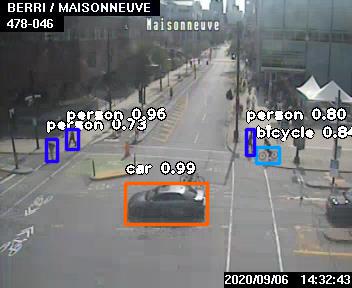 BERRI / MAISONNEUVE
478-046
Maisonneuve
person 0.96
person 0.73
person 0.80
bicycle 0.84
car 0.99
2020/09/06 14:32:43